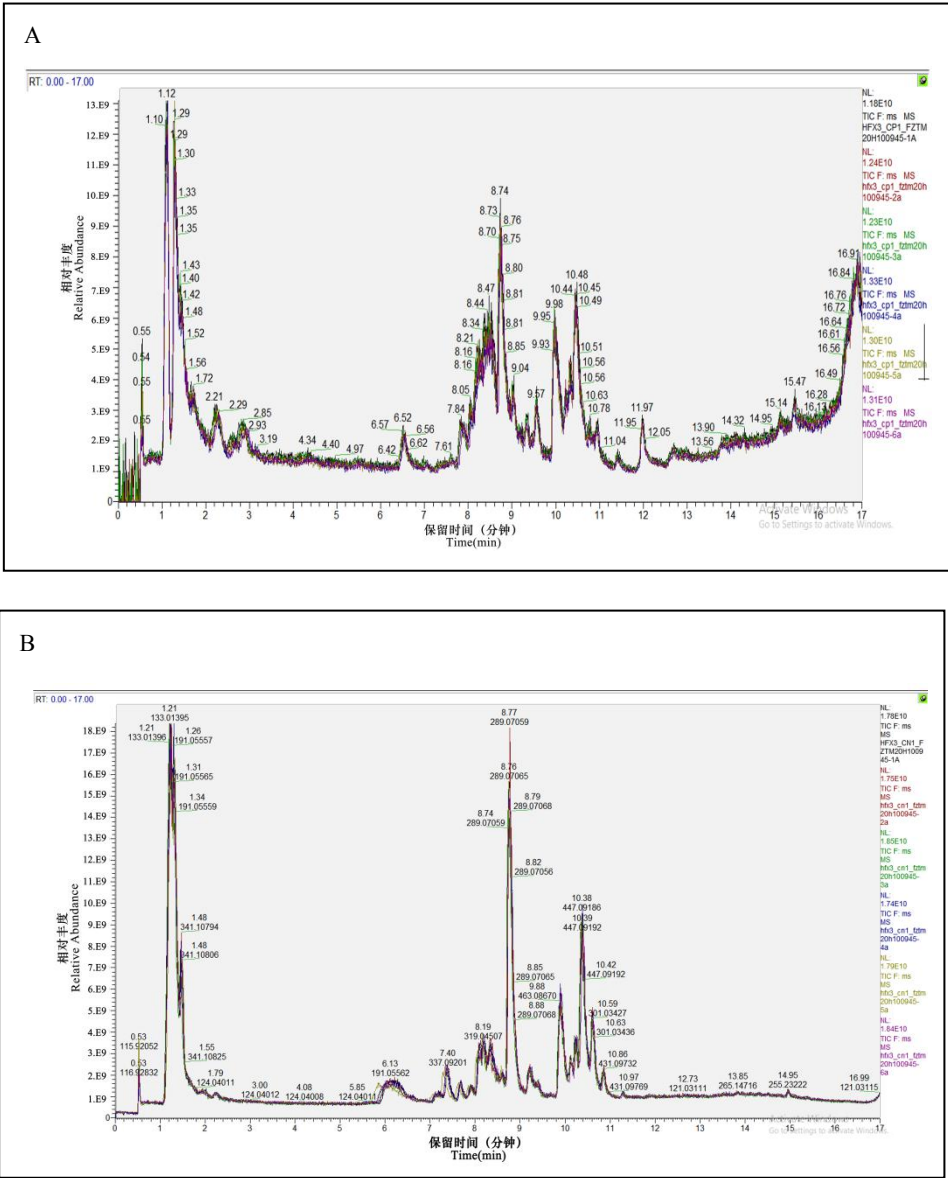 A
RT: 0.00 - 17.00
13.E9
12.E9
11.E9
10.E9
9.E9
8.E9
7.E9
6.E9
5.E9
4.E9
3.E9
2.E9
1.E9
0
相对丰度
Relative Abundance
0.55
0.54
0.55
0.55
1.12
1.10
1.29
1.30
1.33
1.35
1.35
1.43
1.40
1.42
1.48
1.52
1.56
1.72
2.21
2.29
2.85
2.93
3.19
4.34
4.40
4.97
6.42
6.57
6.52
6.56
6.62
7.61
7.84
8.05
8.16
8.16
8.21
8.34
8.44
8.47
8.70
8.73
8.74
8.76
8.75
8.80
8.81
8.81
8.85
9.04
9.57
9.93
9.95
9.98
10.44
10.48
10.45
10.49
10.51
10.56
10.56
10.63
10.78
11.04
11.95
11.97
12.05
13.56
13.90
14.32
14.95
15.14
15.47
16.13
16.28
16.49
16.56
16.61
16.64
16.72
16.76
16.84
16.91
0 1 2 3 4 5 6 7 8 9 10 11 12 13 14 15 16 17
保留时间（分钟）
Time(min)
NL:
1.18E10
TIC F: ms MS
HFX3_CP1_FZTM
20H100945-1A
NL:
1.24E10
TIC F: ms MS
hfx3_cp1_fztm20h
100945-2a
NL:
1.23E10
TIC F: ms MS
hfx3_cp1_fztm20h
100945-3a
NL:
1.33E10
TIC F: ms MS
hfx3_cp1_fztm20h
100945-4a
NL:
1.30E10
TIC F: ms MS
hfx3_cp1_fztm20h
100945-5a
NL:
1.31E10
TIC F: ms MS
hfx3_cp1_fztm20h
100945-6a
Activate Windows
Go to Settings to activate Windows.
B
RT: 0.00 - 17.00
18.E9
17.E9
16.E9
15.E9
14.E9
13.E9
12.E9
11.E9
10.E9
9.E9
8.E9
7.E9
6.E9
5.E9
4.E9
3.E9
2.E9
1.E9
0
相对丰度
Relative Abundance
0.53
115.92052
0.53
116.92832
1.21
133.01395
1.21
133.01396
1.26
191.05557
1.31
191.05565
1.34
191.05559
1.48
341.10794
1.48
341.10806
1.55
341.10825
1.79
124.04011
3.00
124.04012
4.08
124.04008
5.85
124.04011
6.13
191.05562
7.40
337.09201
8.19
319.04507
8.77
289.07059
8.76
289.07065
8.74
289.07059
8.79
289.07068
8.82
289.07056
8.85
289.07065
9.88
463.08670
8.88
289.07068
10.38
447.09186
10.39
447.09192
10.42
447.09192
10.59
301.03427
10.63
301.03436
10.86
431.09732
10.97
431.09769
12.73
121.03111
13.85
265.14716
14.95
255.23222
16.99
121.03115
0 1 2 3 4 5 6 7 8 9 10 11 12 13 14 15 16 17
保留时间（分钟）
Time(min)
NL:
1.78E10
TIC F: ms
MS
HFX3_CN1_F
ZTM20H1009
45-1A
NL:
1.75E10
TIC F: ms
MS
hfx3_cn1_fztm
20h100945-
2a
NL:
1.85E10
TIC F: ms
MS
hfx3_cn1_fztm
20h100945-
3a
NL:
1.74E10
TIC F: ms
MS
hfx3_cn1_fztm
20h100945-
4a
NL:
1.79E10
TIC F: ms
MS
hfx3_cn1_fztm
20h100945-
5a
NL:
1.84E10
TIC F: ms
MS
hfx3_cn1_fztm
20h100945-
6a
Activate Windows
Go to Settings to activate Windows.